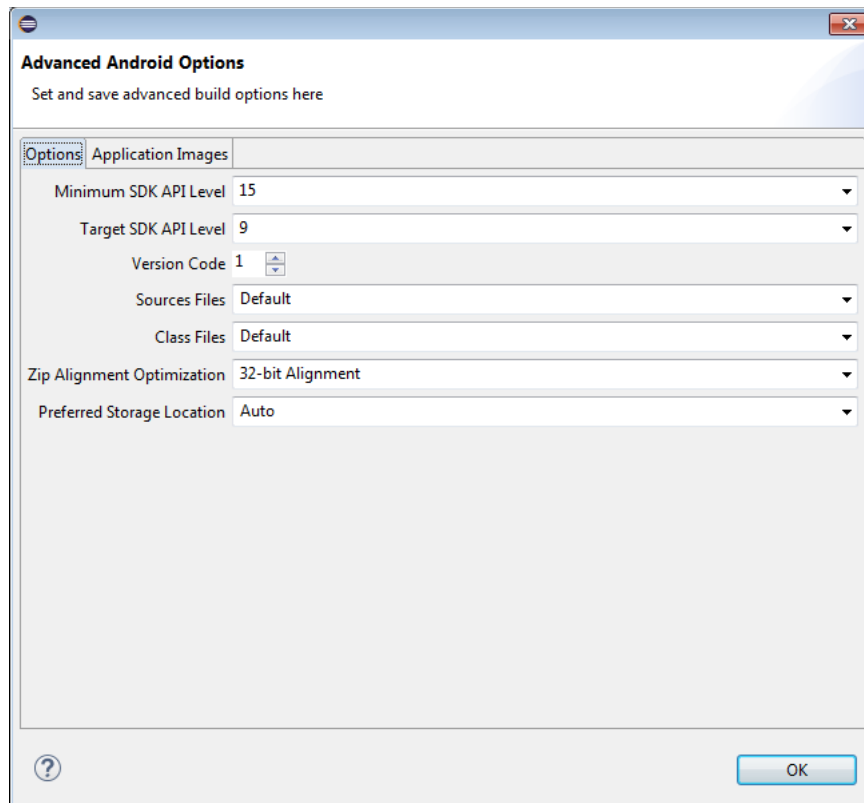 Advanced Android Options
Set and save advanced build options here
Options Application Images
Minimum SDK API Level 15
Target SDK API Level 9
Version Code 1
Sources Files Default
Class Files Default
Zip Alignment Optimization 32-bit Alignment
Preferred Storage Location Auto
?
OK